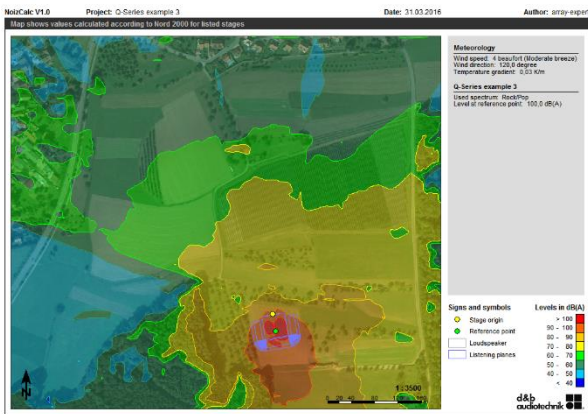 NoizCalc V1.0 Project: Q-Series example 3 Date: 31.03.2016 Author: array-exper
Map shows values calculated according to Nord 2000 for listed stages
Meteorology
Wind speed: 4 beaufort (Moderate breeze)
Wind direction: 120,0 degree
Temperature gradient: 0,03 K/m
Q-Series example 3
Used spectrum: Rock/Pop
Level at reference point: 100,0 dB(A)
Signs and symbols
Stage origin
Reference point
Loudspeaker
Listening planes
Levels in dB(A)
> 100
90 - 100
80 - 90
70 - 80
60 - 70
50 - 60
40 - 50
< 40
1:3500
N
d&b
audiotechnik